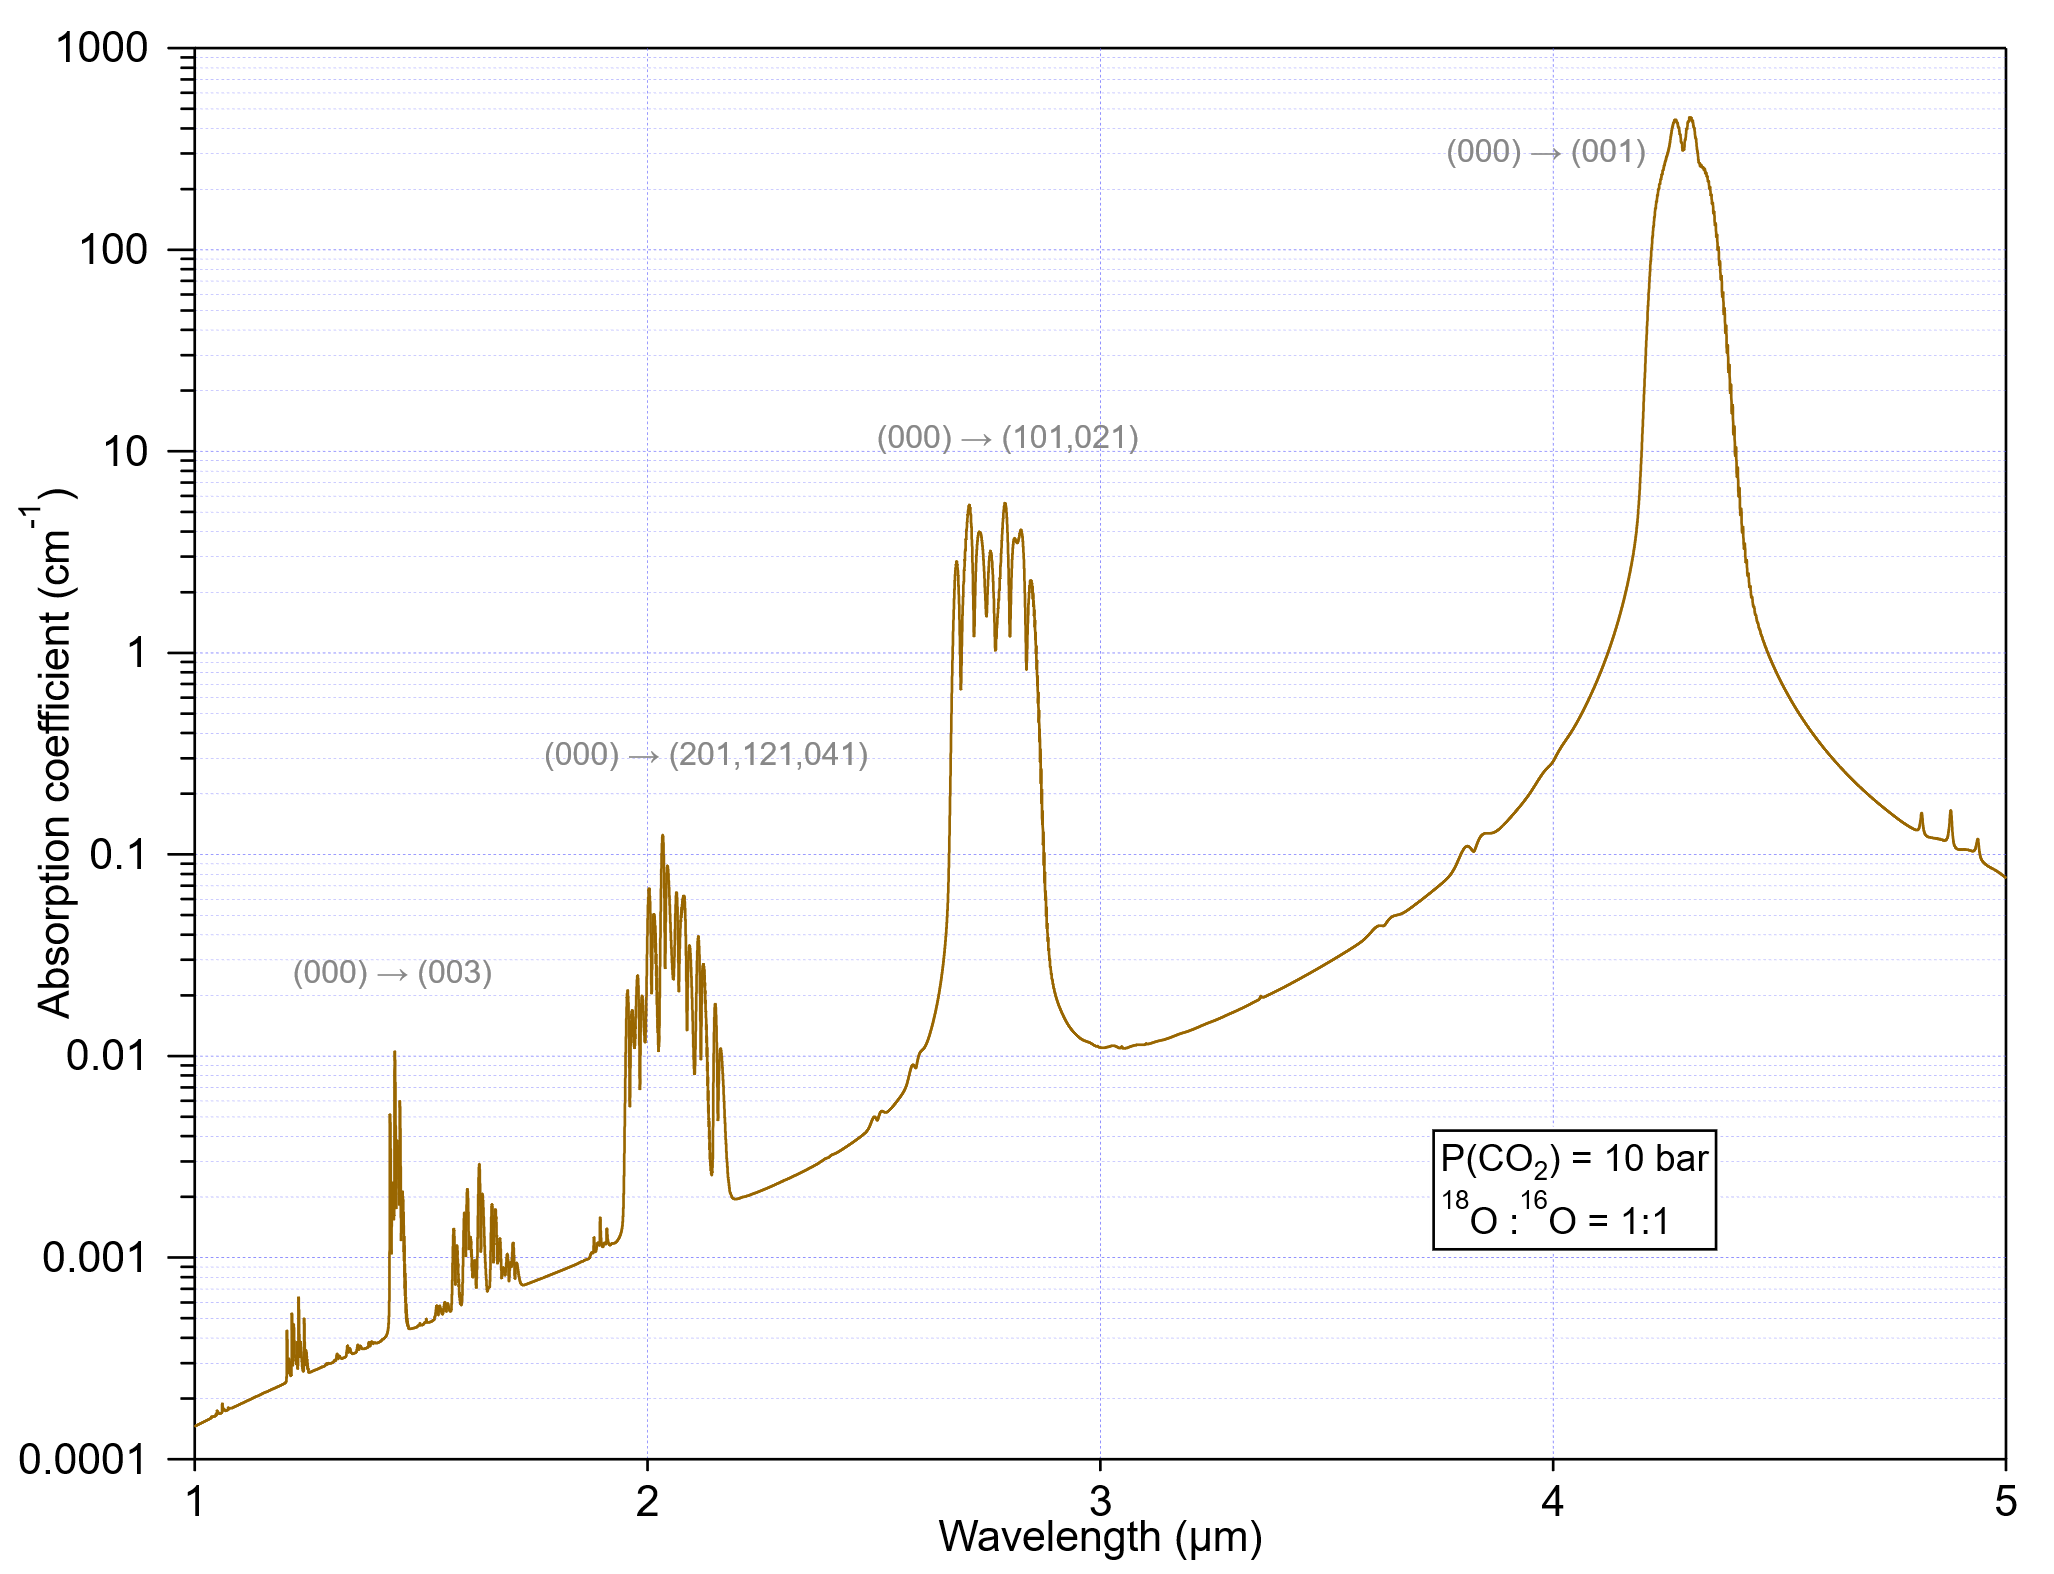 1000
100
10
1
0.1
0.01
0.001
0.0001
Absorption coefficient (cm⁻¹)
(000) → (001)
(000) → (101,021)
(000) → (201,121,041)
(000) → (003)
P(CO₂) = 10 bar
¹⁸O : ¹⁶O = 1:1
1 2 3 4 5
Wavelength (µm)